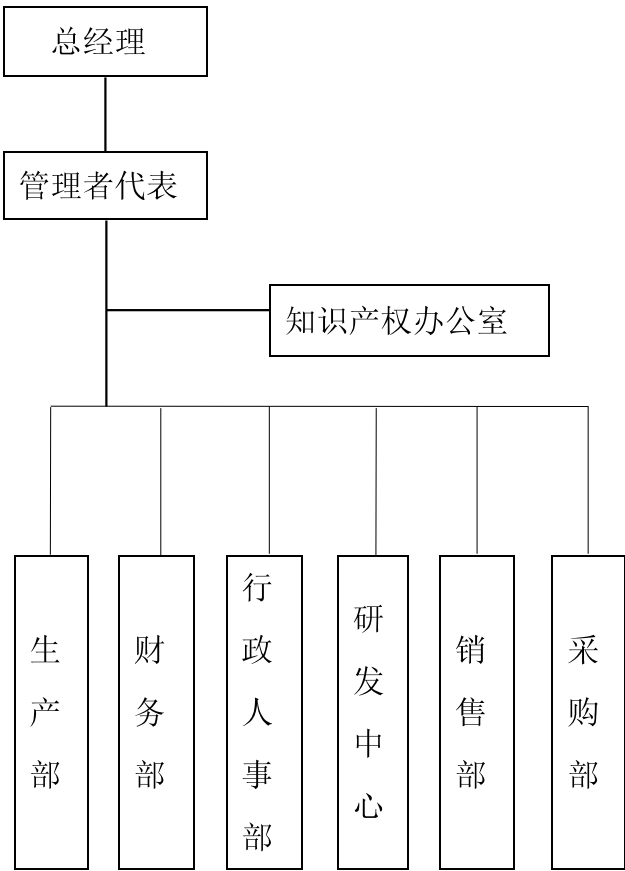 总经理
管理者代表
知识产权办公室
生产部
财务部
行政人事部
研发中心
销售部
采购部